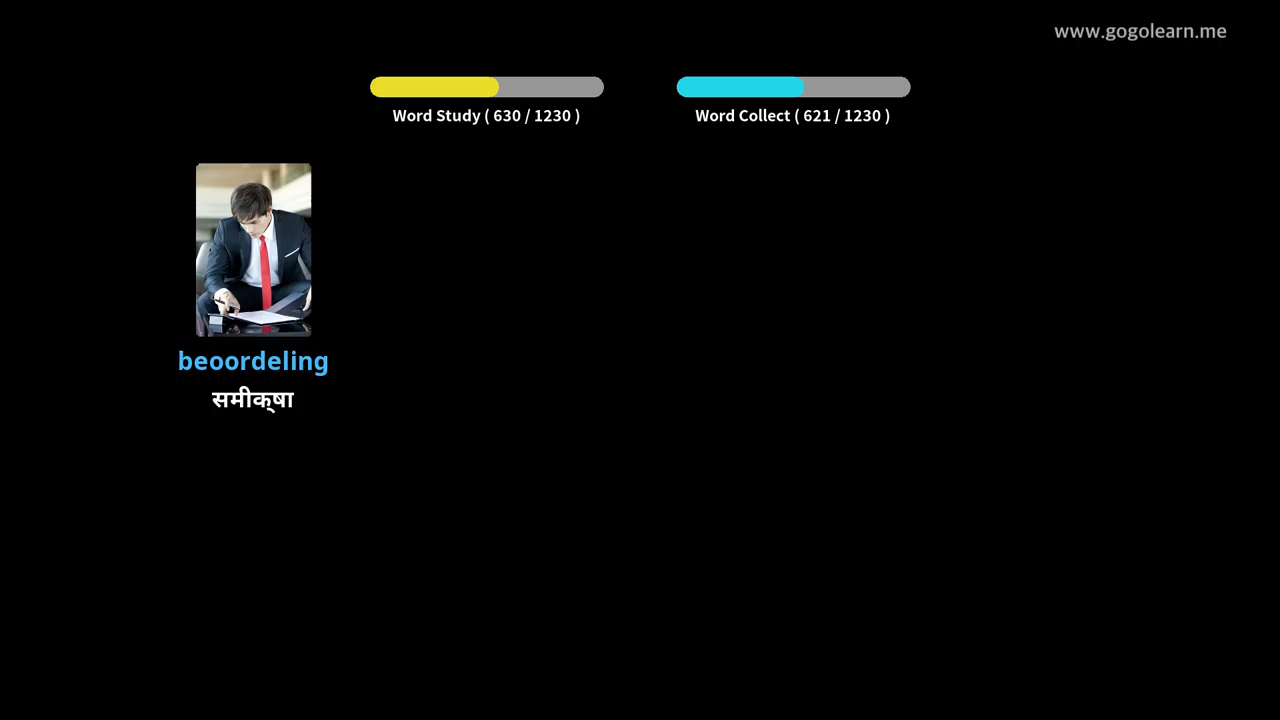 www.gogolearn.me
Word Study ( 630 / 1230 )
Word Collect ( 621 / 1230 )
beoordeling
समीक्षा